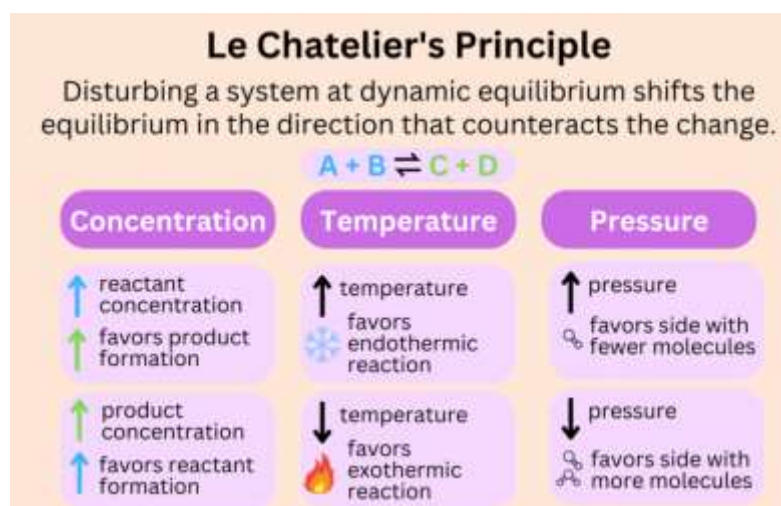 Le Chatelier's Principle
Disturbing a system at dynamic equilibrium shifts the
equilibrium in the direction that counteracts the change.
A + B ⇌ C + D
Concentration
↑ reactant
concentration
↑ favors product
formation
↑ product
concentration
↑ favors reactant
formation
Temperature
↑ temperature
favors
endothermic
reaction
↓ temperature
favors
exothermic
reaction
Pressure
↑ pressure
favors side with
fewer molecules
↓ pressure
favors side with
more molecules